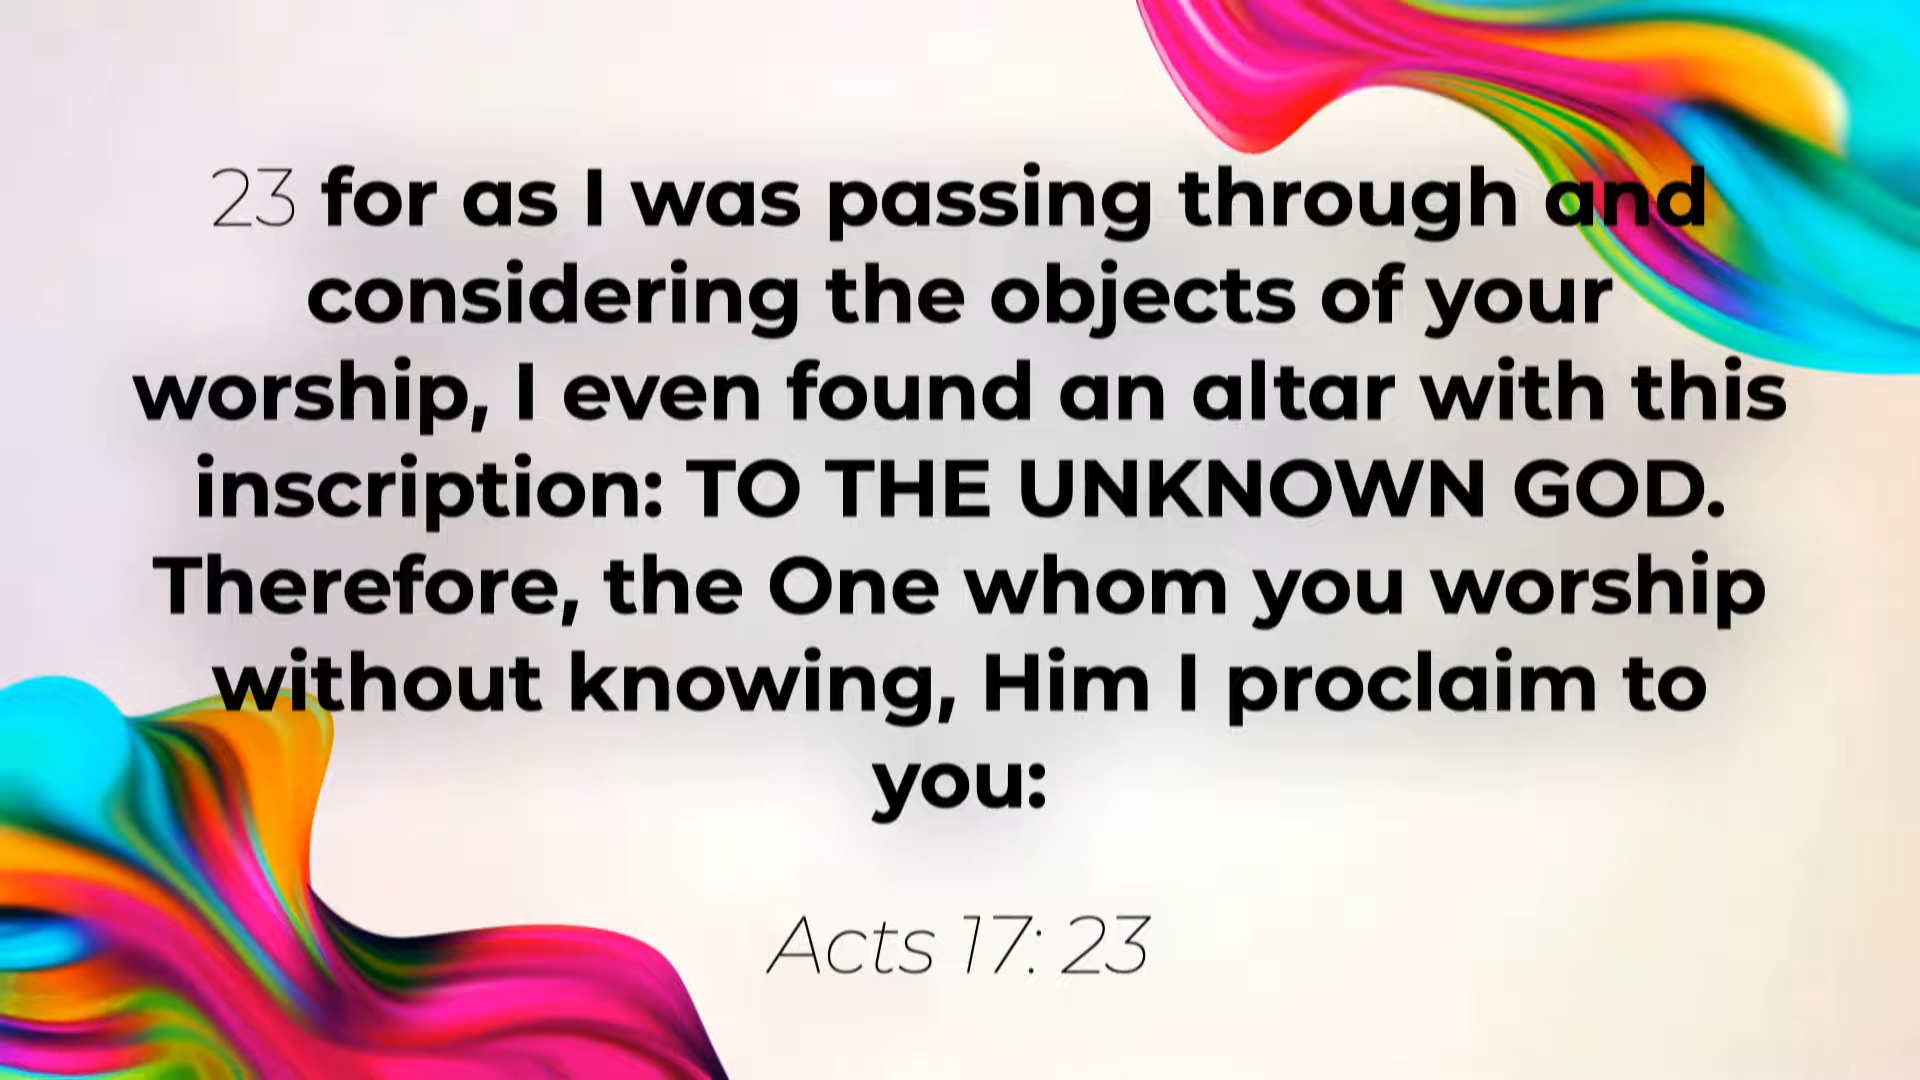 23 for as I was passing through and
considering the objects of your
worship, I even found an altar with this
inscription: TO THE UNKNOWN GOD.
Therefore, the One whom you worship
without knowing, Him I proclaim to
you:
Acts 17: 23